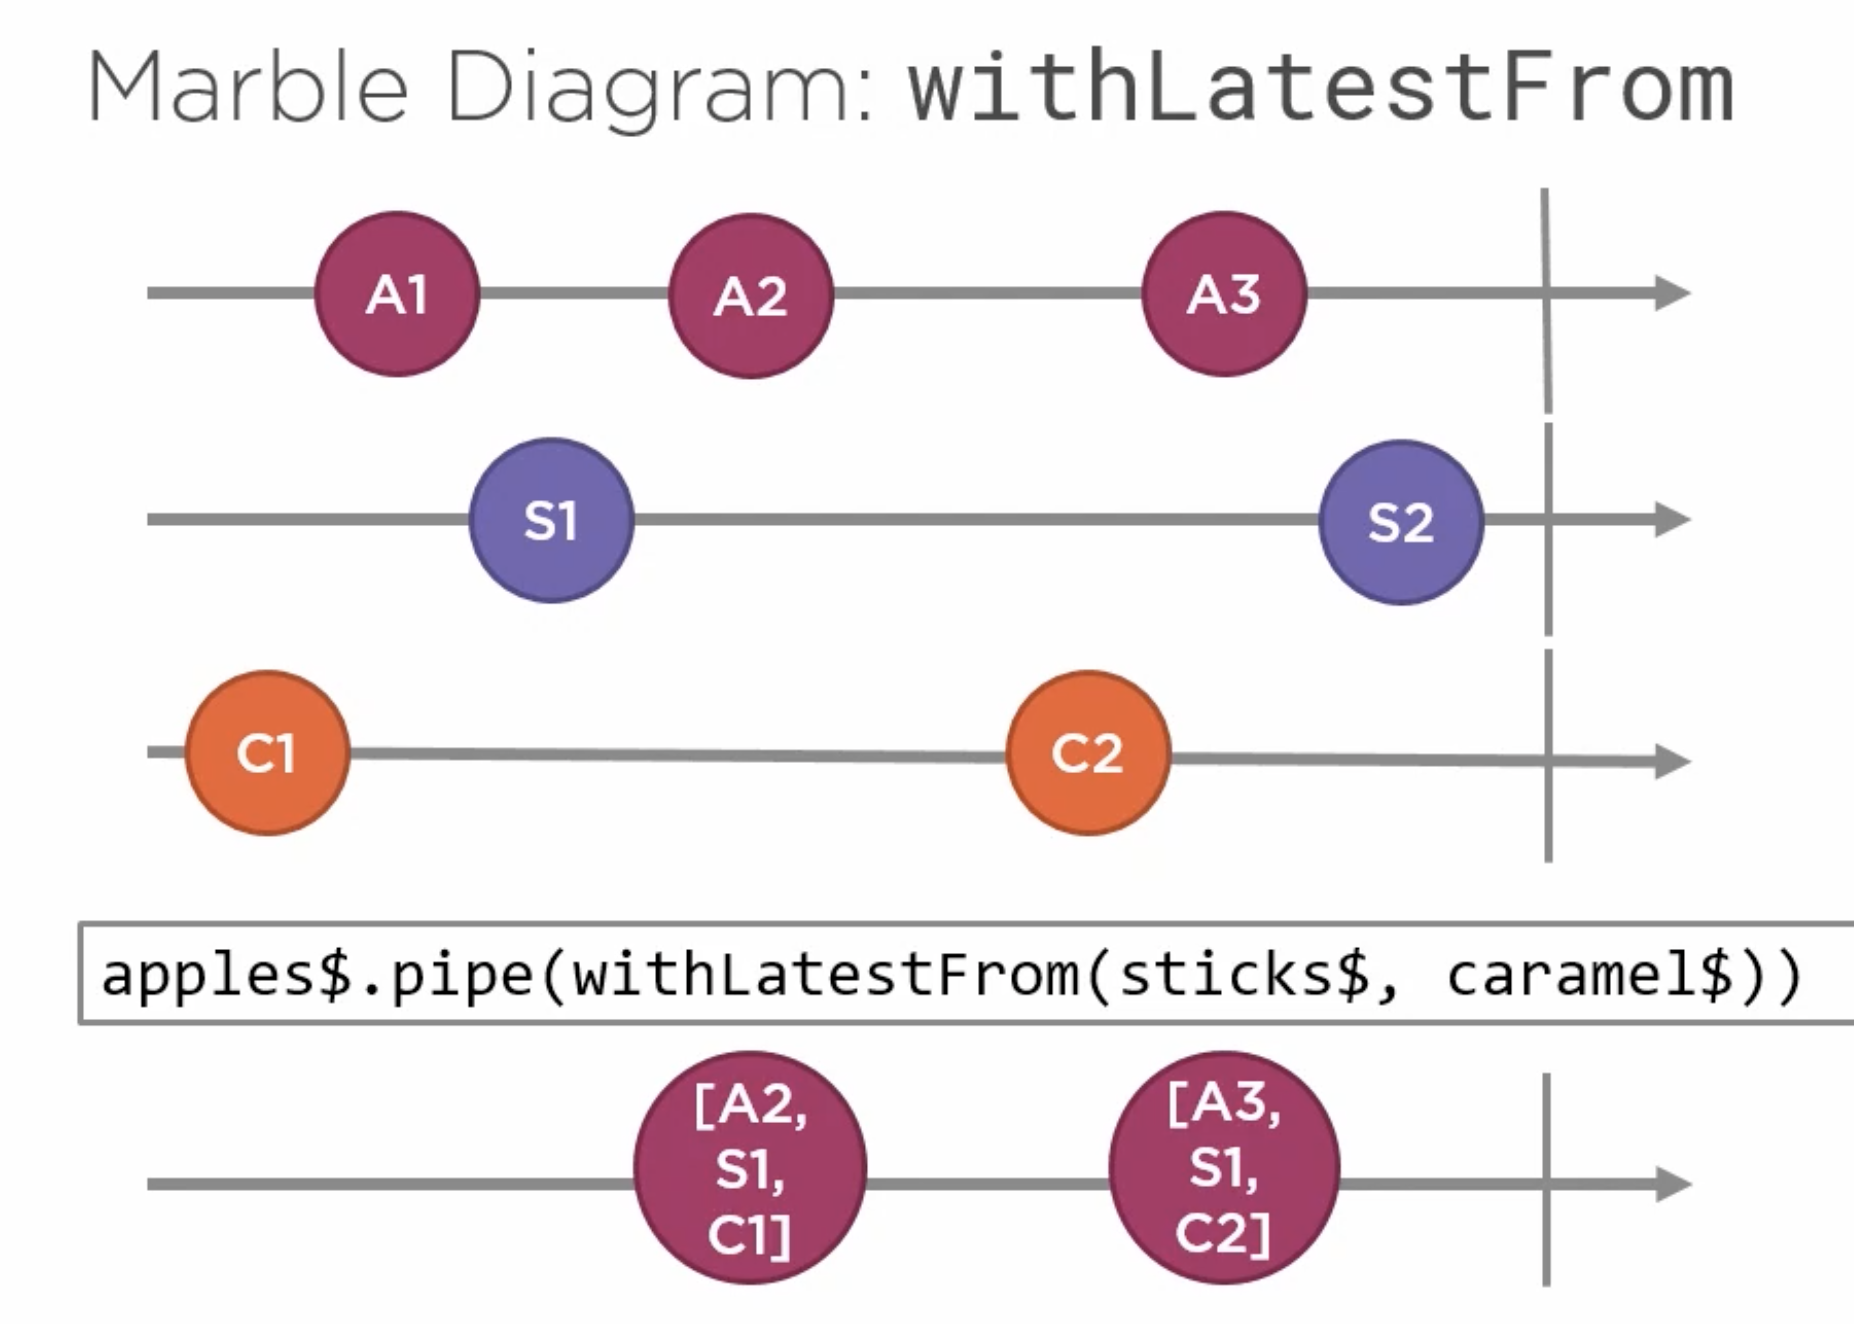 Marble Diagram: withLatestFrom
A1
A2
A3
S1
S2
C1
C2
apples$.pipe(withLatestFrom(sticks$, caramel$))
[A2,
S1,
C1]
[A3,
S1,
C2]